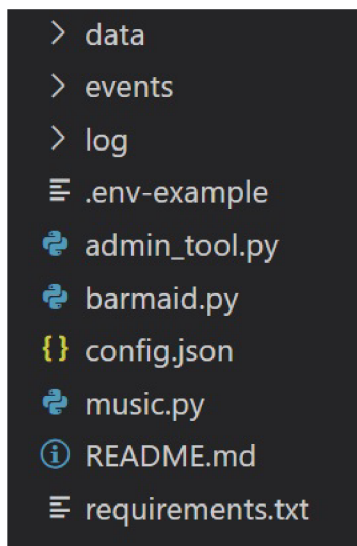 data
events
log
.env-example
admin_tool.py
barmaid.py
config.json
music.py
README.md
requirements.txt